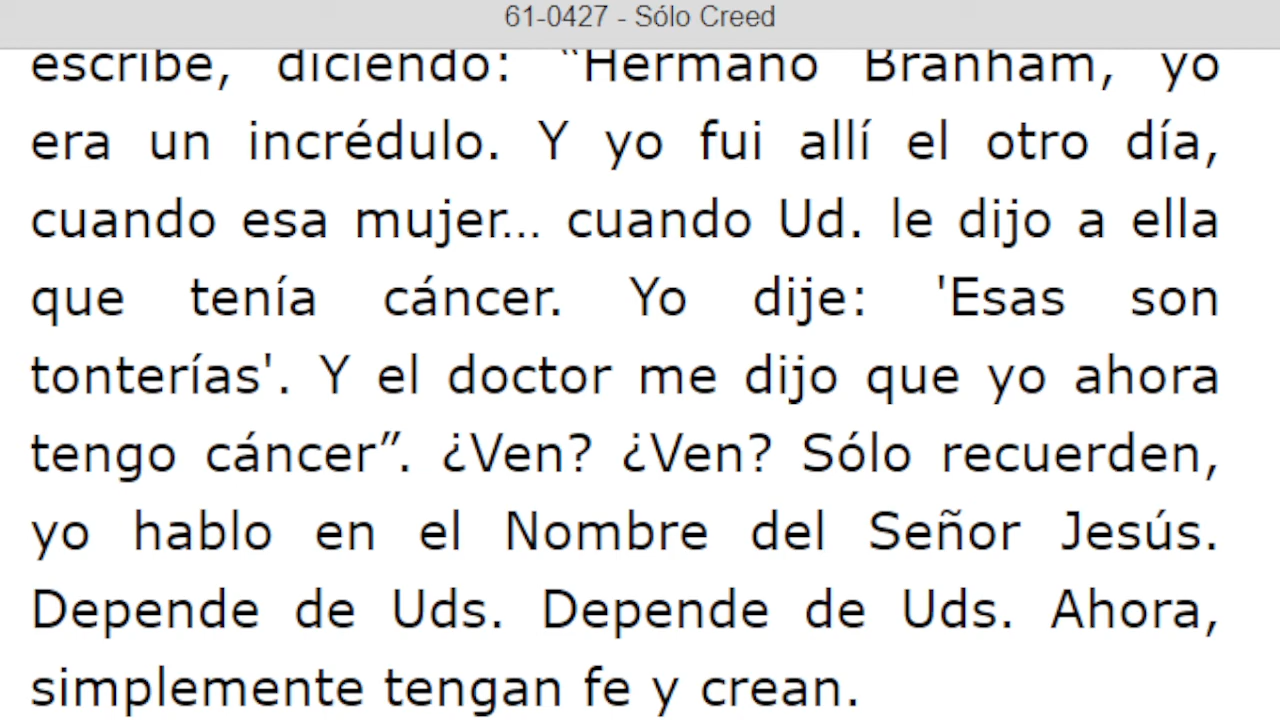 61-0427 - Sólo Creed
escribe, diciendo: “Hermano Branham, yo
era un incrédulo. Y yo fui allí el otro día,
cuando esa mujer... cuando Ud. le dijo a ella
que tenía cáncer. Yo dije: 'Esas son
tonterías'. Y el doctor me dijo que yo ahora
tengo cáncer”. ¿Ven? ¿Ven? Sólo recuerden,
yo hablo en el Nombre del Señor Jesús.
Depende de Uds. Depende de Uds. Ahora,
simplemente tengan fe y crean.